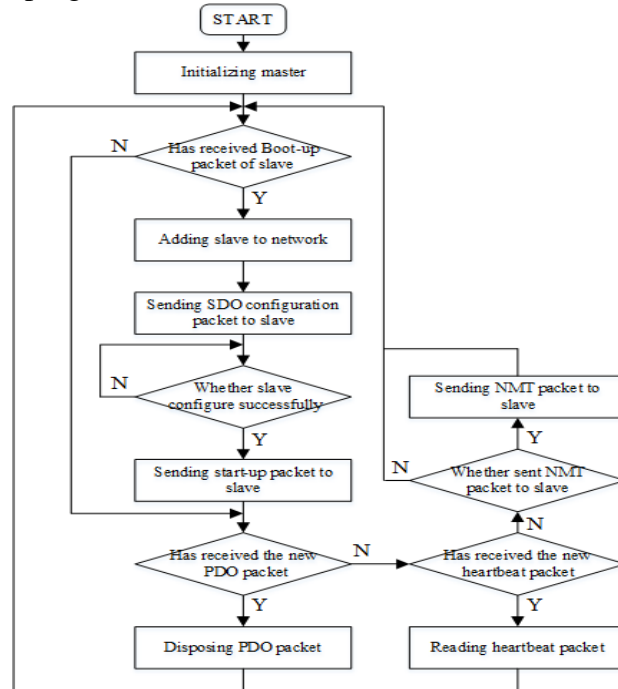 START
Initializing master
Has received Boot-up
packet of slave
N
Y
Adding slave to network
Sending SDO configuration
packet to slave
Whether slave
configure successfully
N
Y
Sending start-up packet to
slave
Has received the new
PDO packet
N
Y
Disposing PDO packet
Sending NMT packet to
slave
Y
Whether sent NMT
packet to slave
N
N
Has received the new
heartbeat packet
Y
Reading heartbeat packet